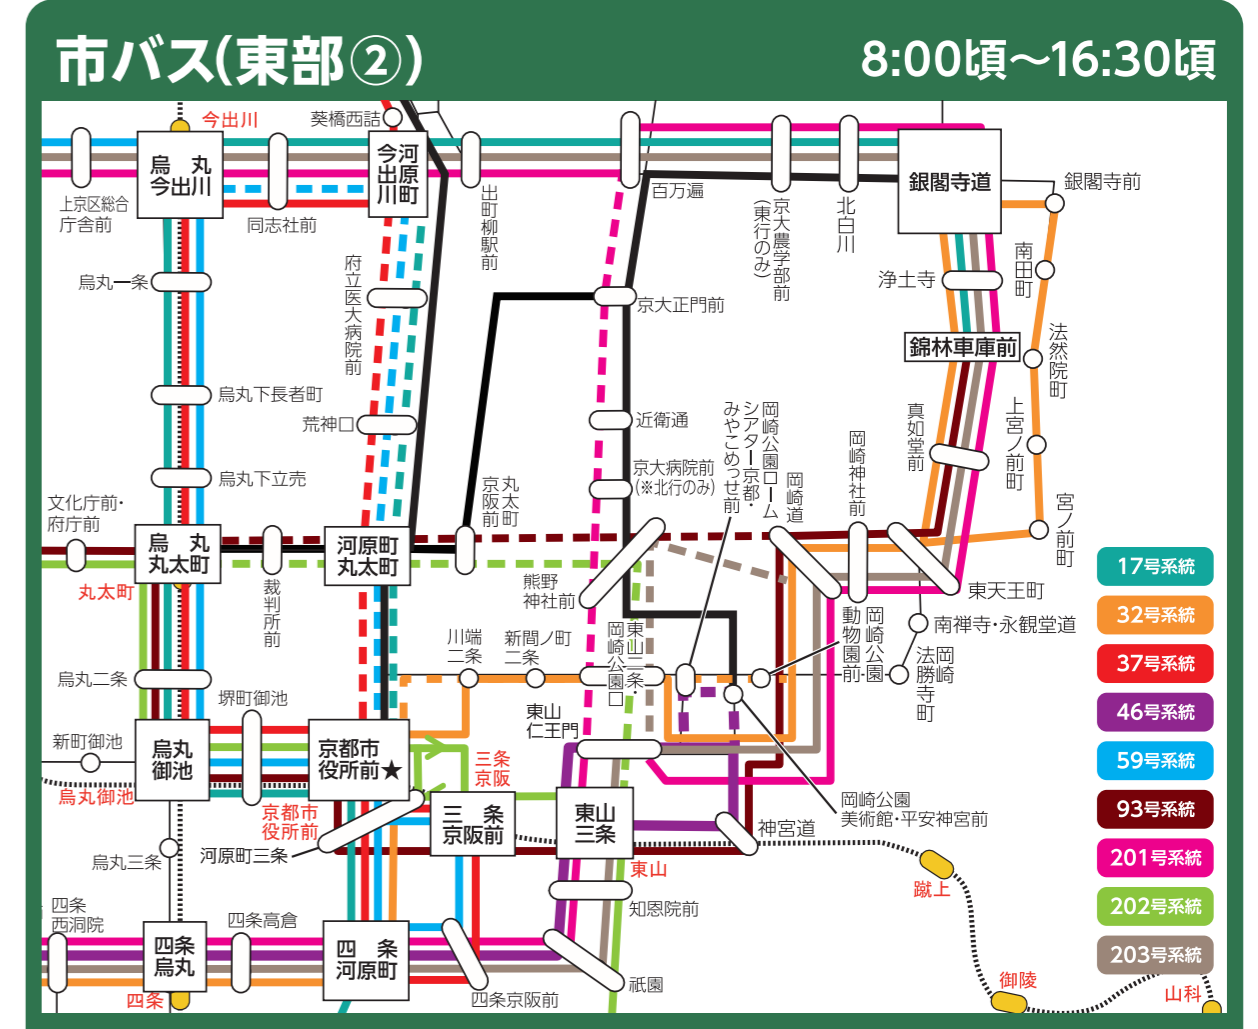 市バス(東部②)
8:00頃～16:30頃
今出川
葵橋西詰
烏　丸
今出川
今出川
河原町
上京区総合
庁舎前
同志社前
出町柳駅前
百万遍
京大農学部前
(東行のみ)
北白川
銀閣寺道
銀閣寺前
烏丸一条
府立医大病院前
京大正門前
浄土寺
南田町
錦林車庫前
法然院町
烏丸下長者町
荒神口
近衛通
岡崎公園ローム
シアター京都・
みやこめっせ前
岡崎神社前
真如堂前
上宮ノ前町
烏丸下立売
京大病院前
(※北行のみ)
岡崎道
丸太町
京阪前
文化庁前・
府庁前
宮ノ前町
烏　丸
丸太町
河原町
丸太町
丸太町
裁判所前
熊野
神社前
東天王町
南禅寺・永観堂道
岡崎公園
動物園前
岡崎
法勝寺町
川端
二条
新間ノ町
二条
東山二条・
岡崎公園口
烏丸二条
堺町御池
東山
仁王門
新町御池
烏丸
御池
京都市
役所前★
三条
京阪
烏丸御池
京都市
役所前
三　条
京阪前
東山
三条
岡崎公園
美術館・平安神宮前
神宮道
河原町三条
烏丸三条
東山
蹴上
知恩院前
四条
西洞院
四条高倉
四条
烏丸
四　条
河原町
四条
四条京阪前
祇園
御陵
山科
17号系統
32号系統
37号系統
46号系統
59号系統
93号系統
201号系統
202号系統
203号系統